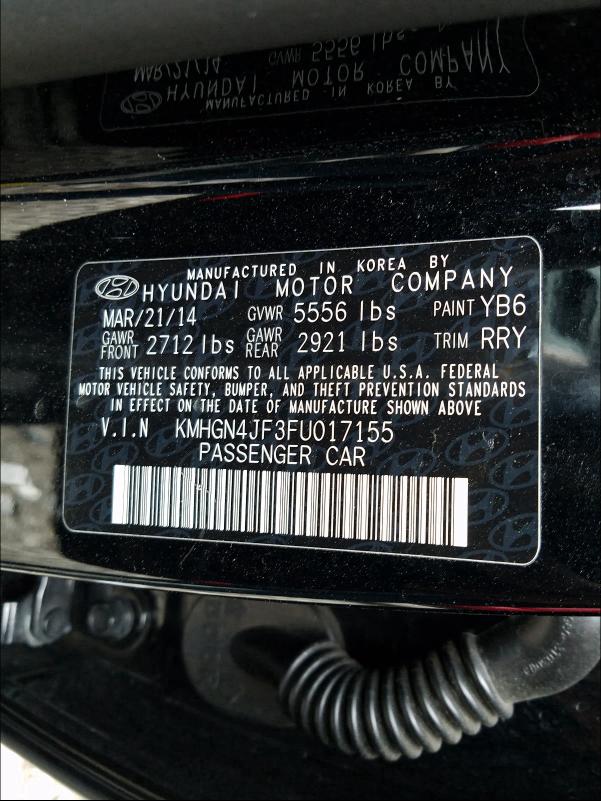 MANUFACTURED IN KOREA BY
HYUNDAI MOTOR COMPANY
MAR/21/14 GVWR 5556 lbs PAINT YB6
GAWR FRONT 2712 lbs GAWR REAR 2921 lbs TRIM RRY
THIS VEHICLE CONFORMS TO ALL APPLICABLE U.S.A. FEDERAL
MOTOR VEHICLE SAFETY, BUMPER, AND THEFT PREVENTION STANDARDS
IN EFFECT ON THE DATE OF MANUFACTURE SHOWN ABOVE
V.I.N KMHGN4JF3FU017155
PASSENGER CAR